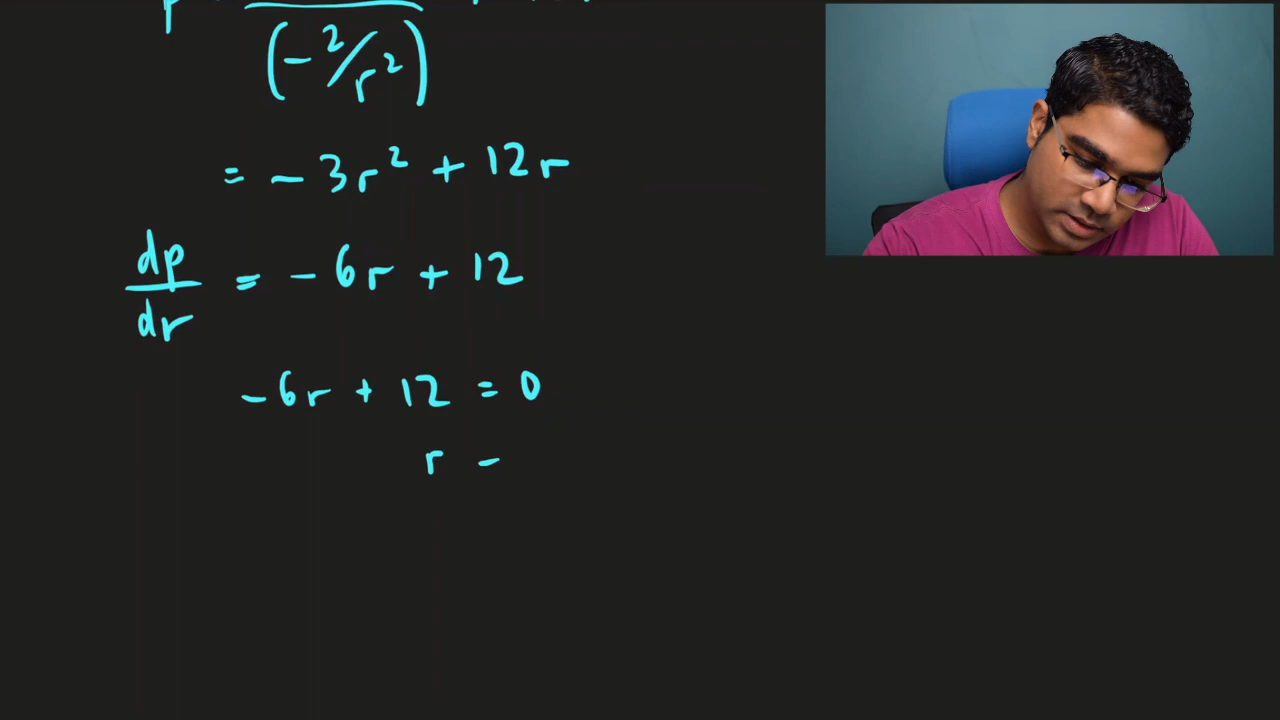 (-2/r²)
= -3r² + 12r
dp/dr = -6r + 12
-6r + 12 = 0
r -